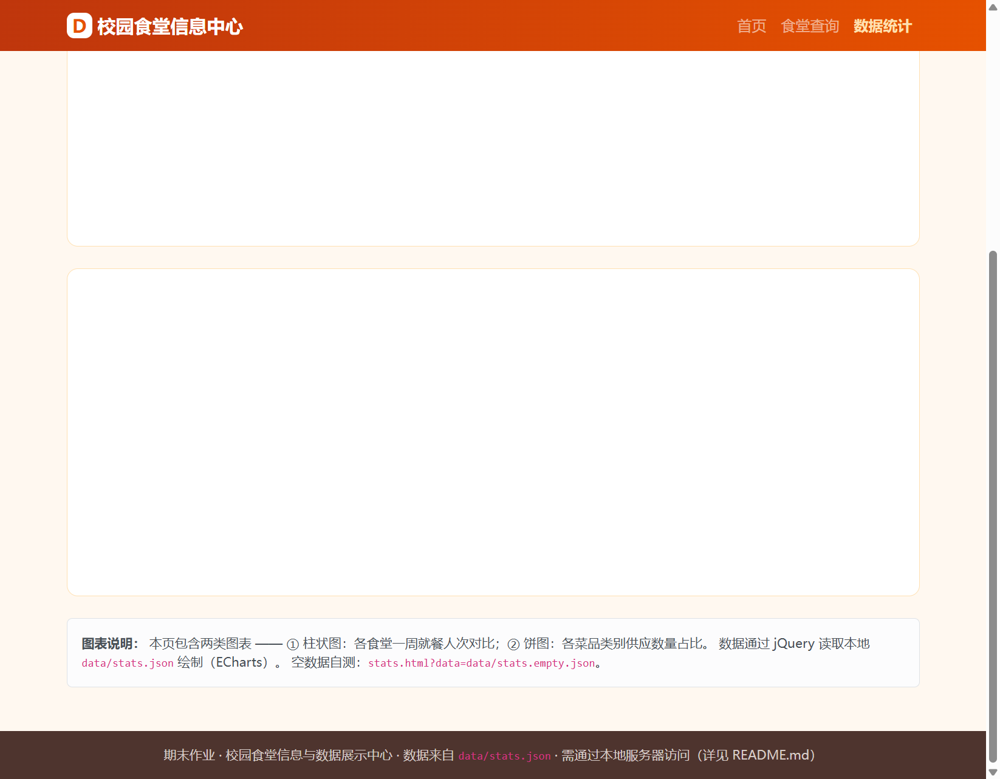 D 校园食堂信息中心
首页 食堂查询 数据统计
图表说明： 本页包含两类图表 —— ① 柱状图：各食堂一周就餐人次对比；② 饼图：各菜品类别供应数量占比。 数据通过 jQuery 读取本地
data/stats.json 绘制（ECharts）。 空数据自测：stats.html?data=data/stats.empty.json。
期末作业 · 校园食堂信息与数据展示中心 · 数据来自 data/stats.json · 需通过本地服务器访问（详见 README.md）